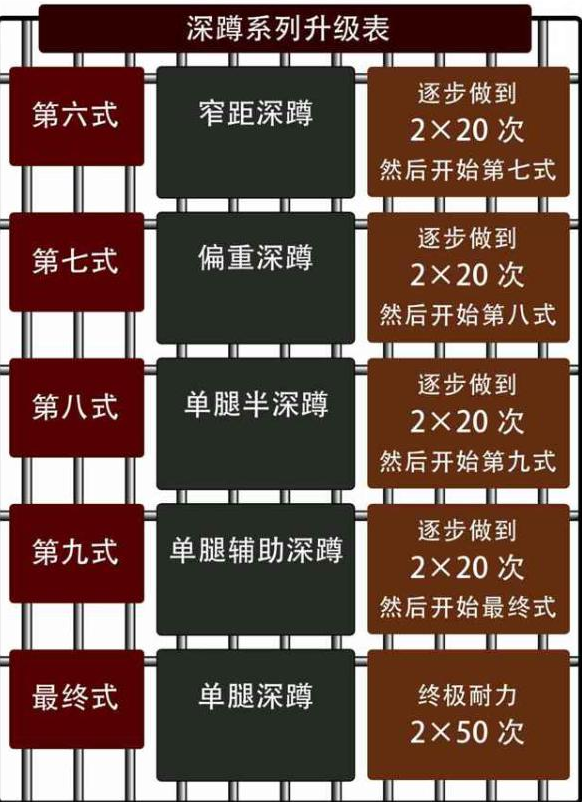 深蹲系列升级表
第六式
窄距深蹲
逐步做到
2×20 次
然后开始第七式
第七式
偏重深蹲
逐步做到
2×20 次
然后开始第八式
第八式
单腿半深蹲
逐步做到
2×20 次
然后开始第九式
第九式
单腿辅助深蹲
逐步做到
2×20 次
然后开始最终式
最终式
单腿深蹲
终极耐力
2×50 次